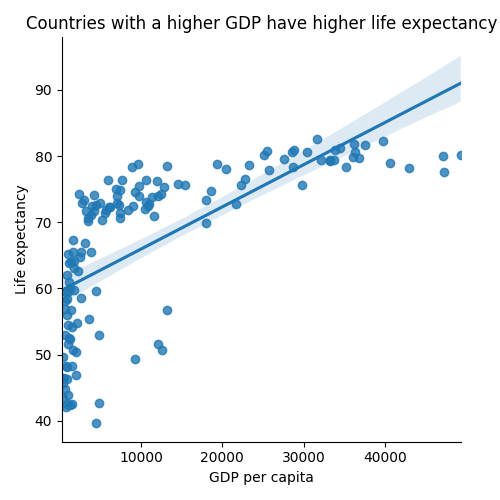 Countries with a higher GDP have higher life expectancy
90
80
70
60
50
40
Life expectancy
10000 20000 30000 40000
GDP per capita